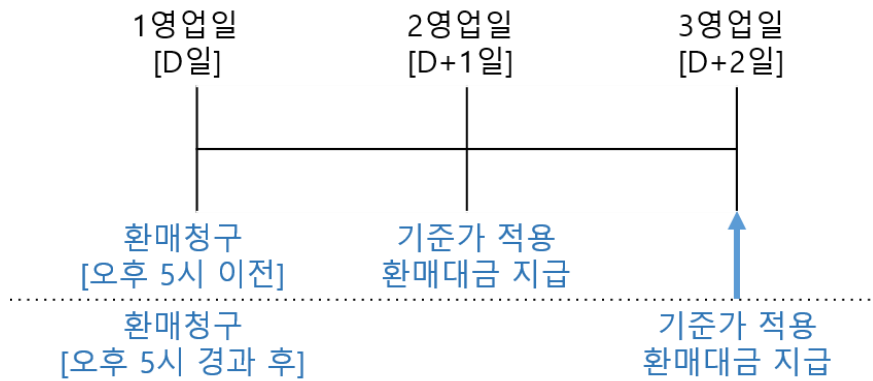 1영업일 2영업일 3영업일
[D일] [D+1일] [D+2일]
환매청구 기준가 적용
[오후 5시 이전] 환매대금 지급
환매청구 기준가 적용
[오후 5시 경과 후] 환매대금 지급